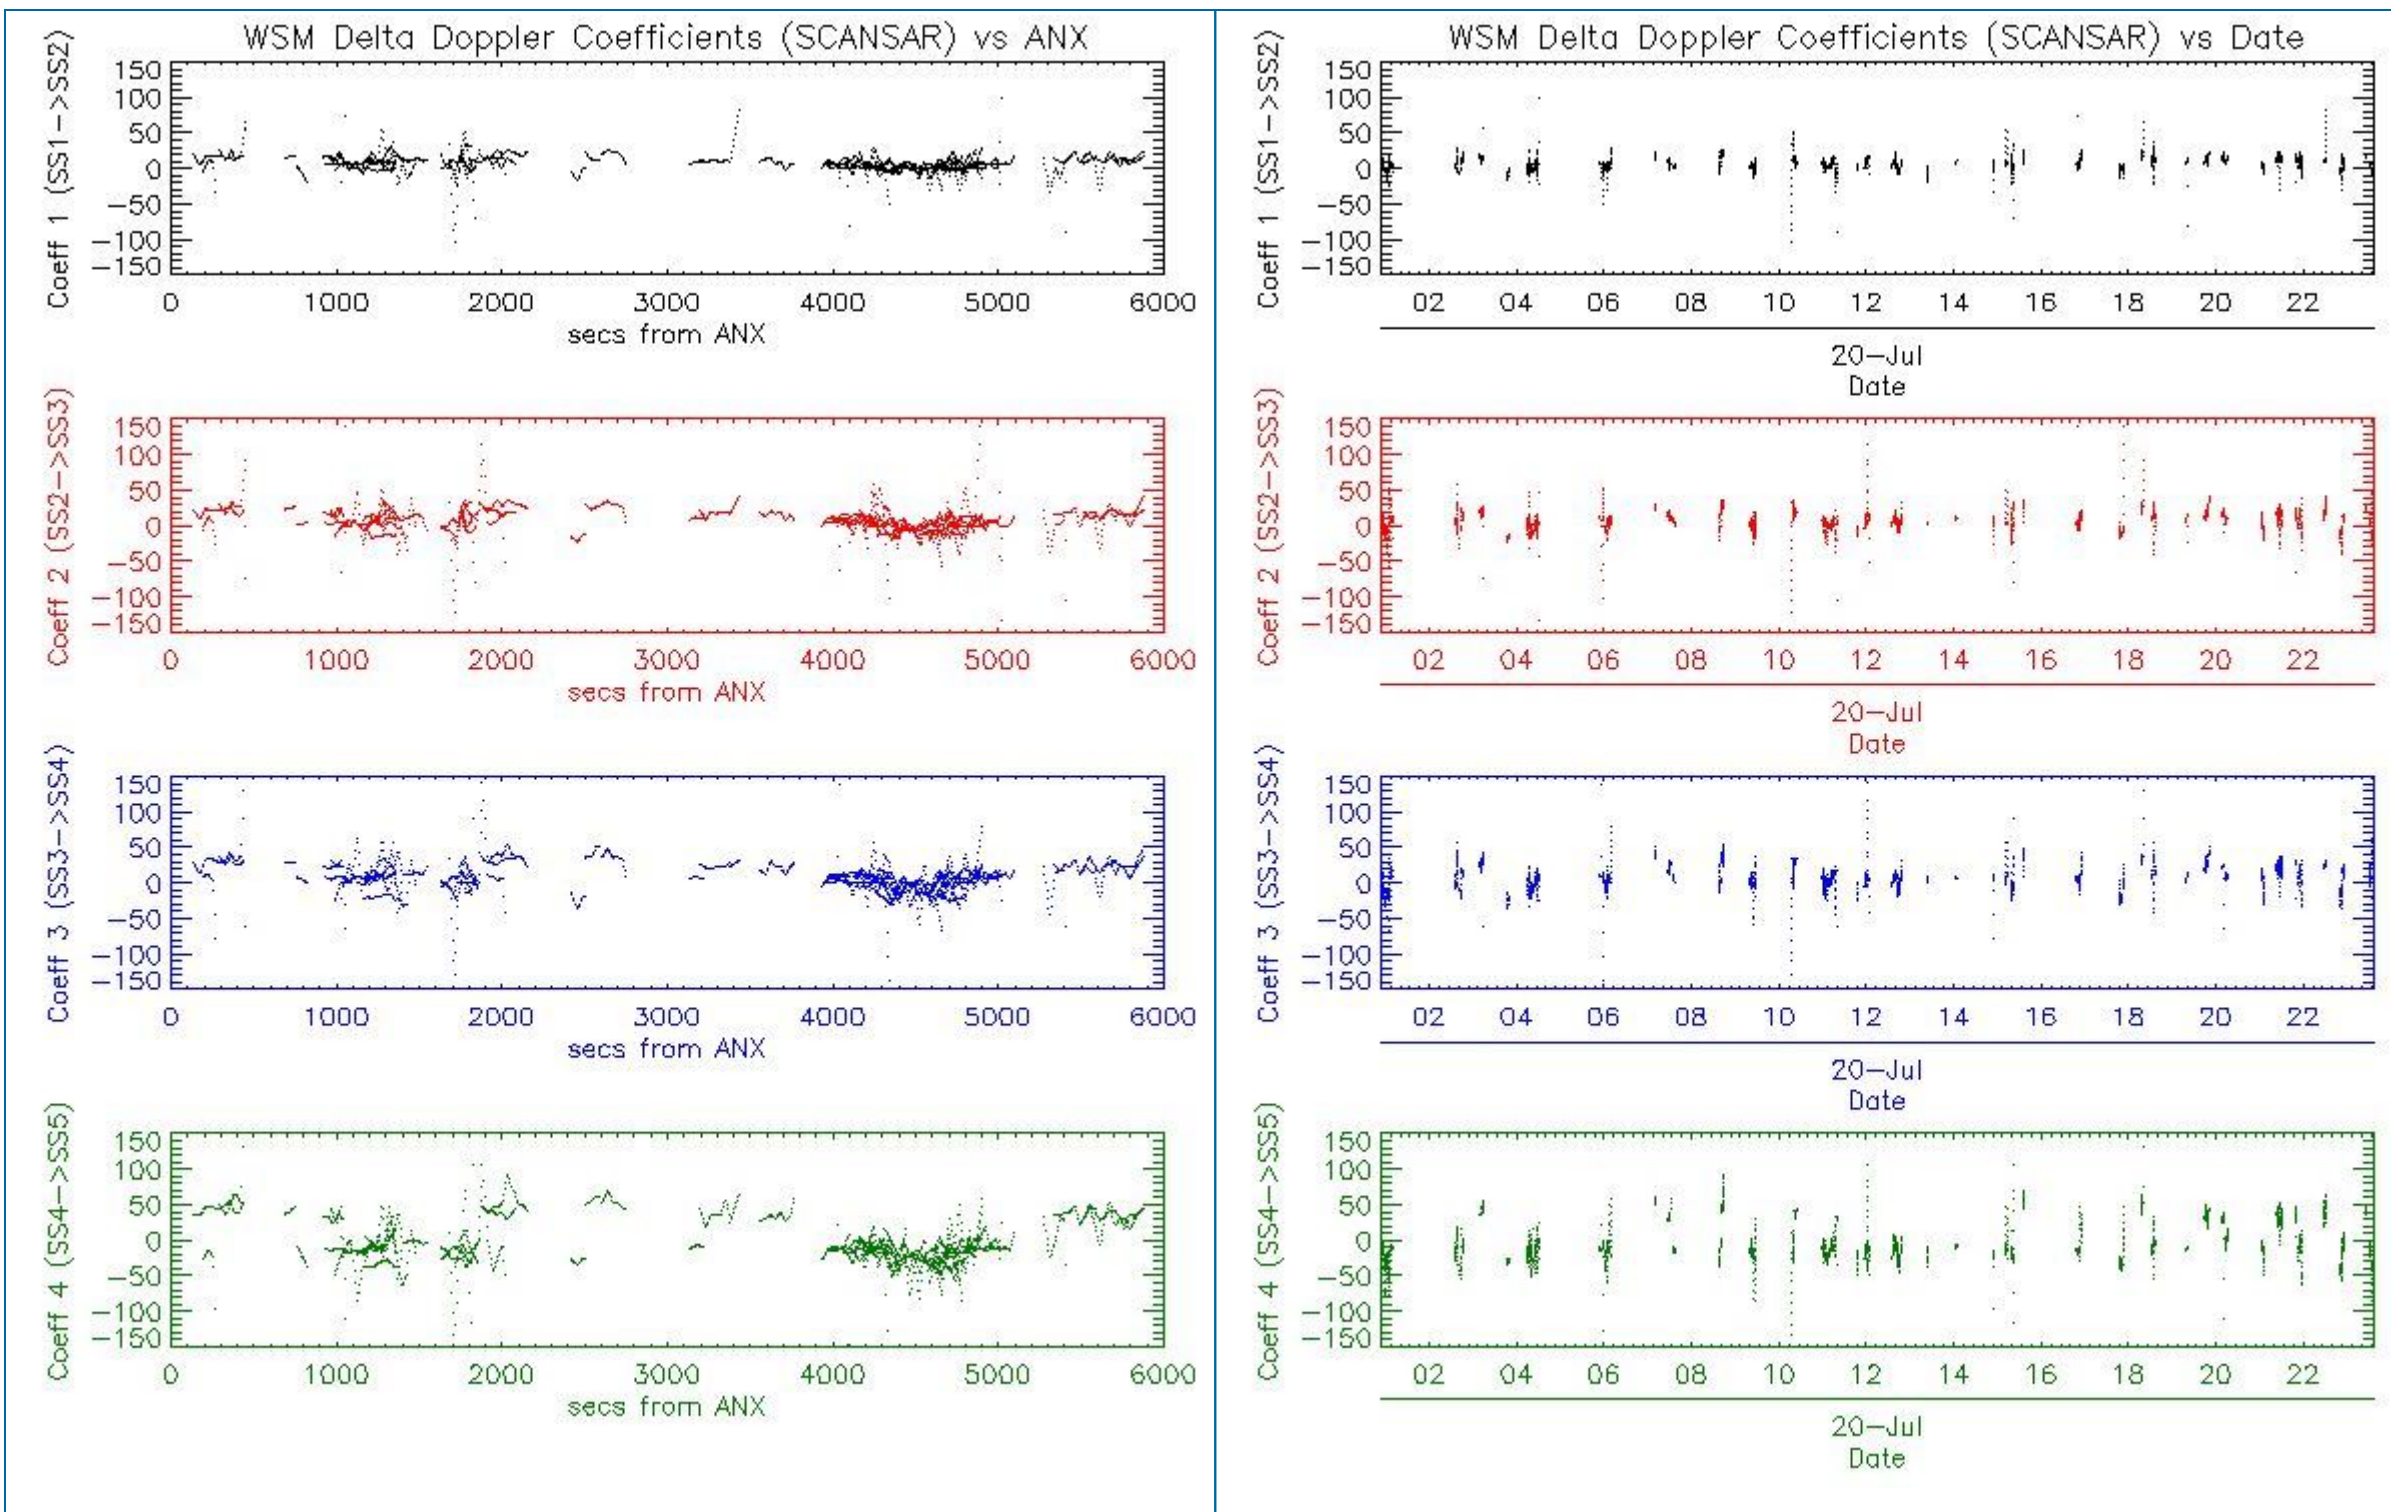 WSM Delta Doppler Coefficients (SCANSAR) vs ANX
Coeff 1 (SS1->SS2)
150
100
50
0
-50
-100
-150
0 1000 2000 3000 4000 5000 6000
secs from ANX
Coeff 2 (SS2->SS3)
150
100
50
0
-50
-100
-150
0 1000 2000 3000 4000 5000 6000
secs from ANX
Coeff 3 (SS3->SS4)
150
100
50
0
-50
-100
-150
0 1000 2000 3000 4000 5000 6000
secs from ANX
Coeff 4 (SS4->SS5)
150
100
50
0
-50
-100
-150
0 1000 2000 3000 4000 5000 6000
secs from ANX
WSM Delta Doppler Coefficients (SCANSAR) vs Date
Coeff 1 (SS1->SS2)
150
100
50
0
-50
-100
-150
02 04 06 08 10 12 14 16 18 20 22
20-Jul
Date
Coeff 2 (SS2->SS3)
150
100
50
0
-50
-100
-150
02 04 06 08 10 12 14 16 18 20 22
20-Jul
Date
Coeff 3 (SS3->SS4)
150
100
50
0
-50
-100
-150
02 04 06 08 10 12 14 16 18 20 22
20-Jul
Date
Coeff 4 (SS4->SS5)
150
100
50
0
-50
-100
-150
02 04 06 08 10 12 14 16 18 20 22
20-Jul
Date